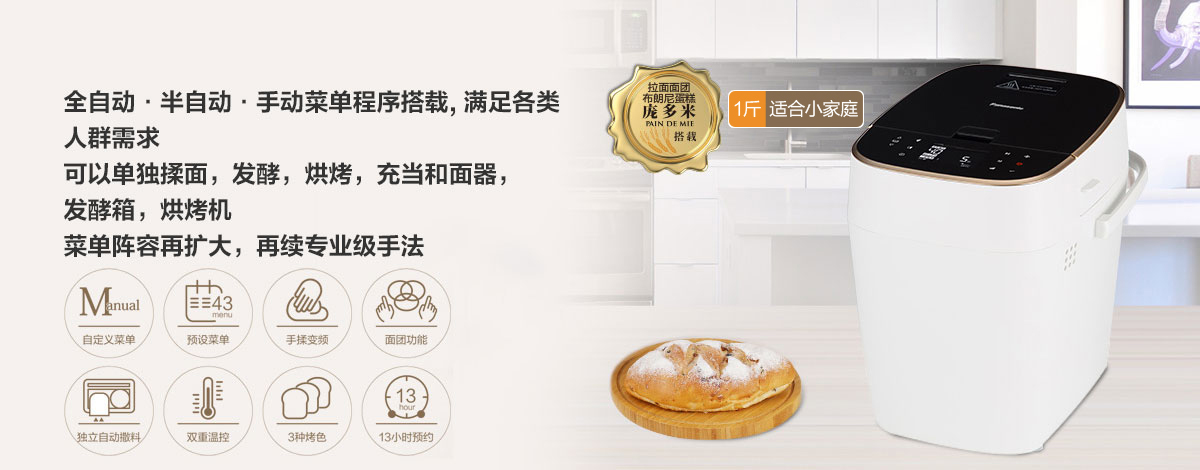 全自动·半自动·手动菜单程序搭载, 满足各类
人群需求
可以单独揉面，发酵，烘烤，充当和面器，
发酵箱，烘烤机
菜单阵容再扩大，再续专业级手法
Manual
自定义菜单
43
menu
预设菜单
手揉变频
面团功能
独立自动撒料
双重温控
3种烤色
13
hour
13小时预约
拉面面团
布朗尼蛋糕
庞多米
PAIN DE MIE
搭载
1斤 适合小家庭
Panasonic